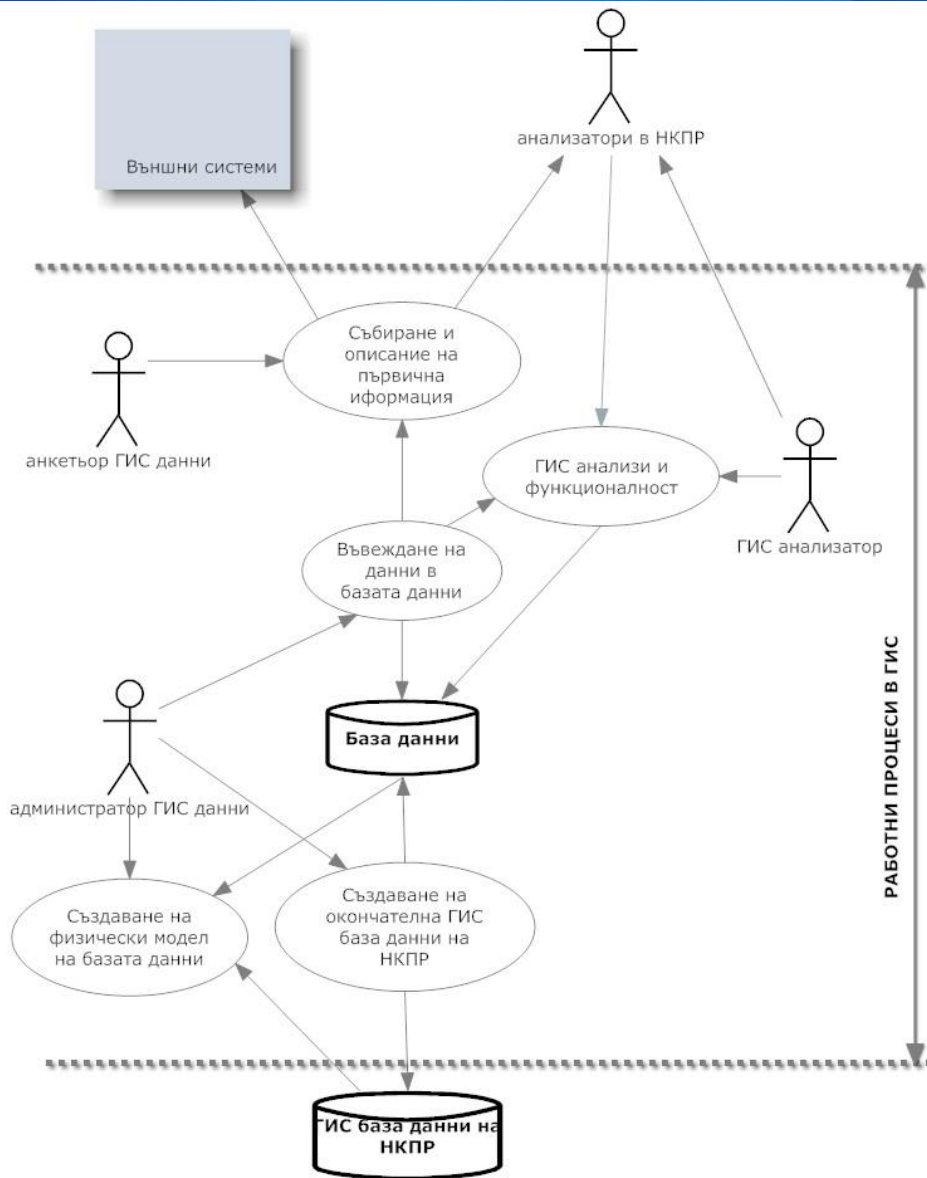 анализатори в НКПР
Външни системи
Събиране и
описание на
първична
иформация
анкетьор ГИС данни
ГИС анализи и
функционалност
ГИС анализатор
Въвеждане на
данни в
базата данни
База данни
администратор ГИС данни
Създаване на
физически модел
на базата данни
Създаване на
окончателна ГИС
база данни на
НКПР
РАБОТНИ ПРОЦЕСИ В ГИС
ГИС база данни на
НКПР